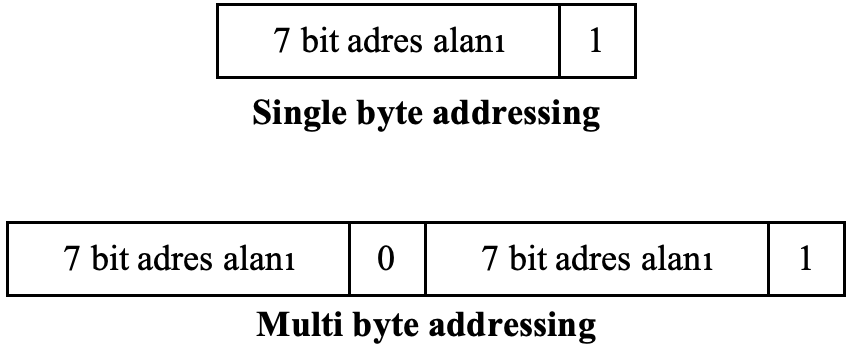 7 bit adres alanı 1
Single byte addressing
7 bit adres alanı 0 7 bit adres alanı 1
Multi byte addressing